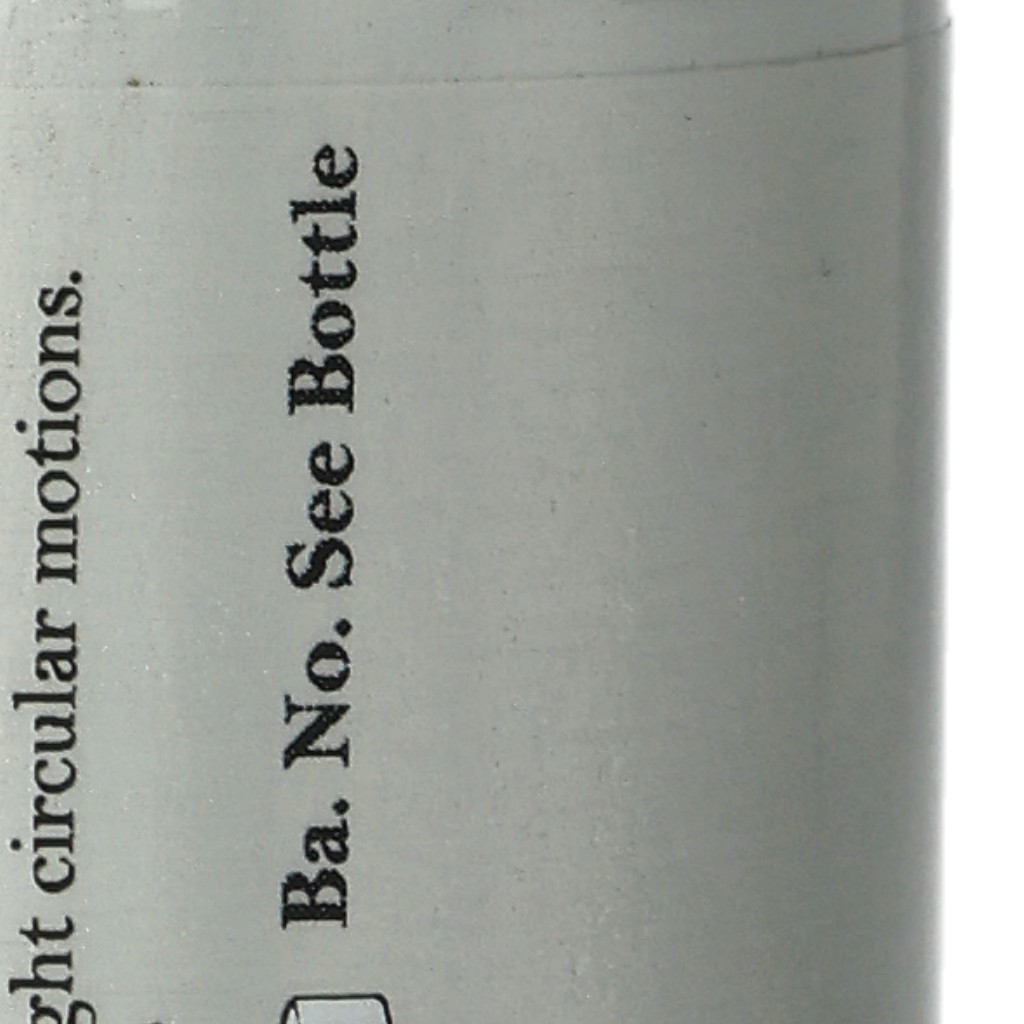 ght circular motions.
Ba. No. See Bottle